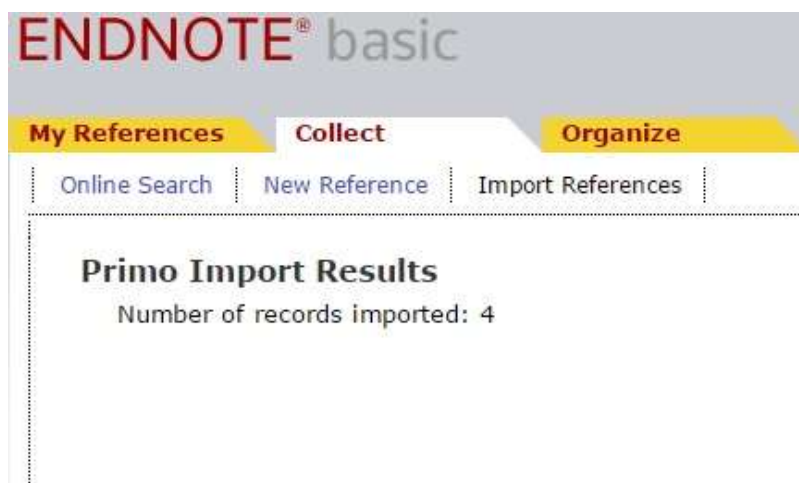 ENDNOTE® basic
My References Collect Organize
Online Search New Reference Import References
Primo Import Results
Number of records imported: 4